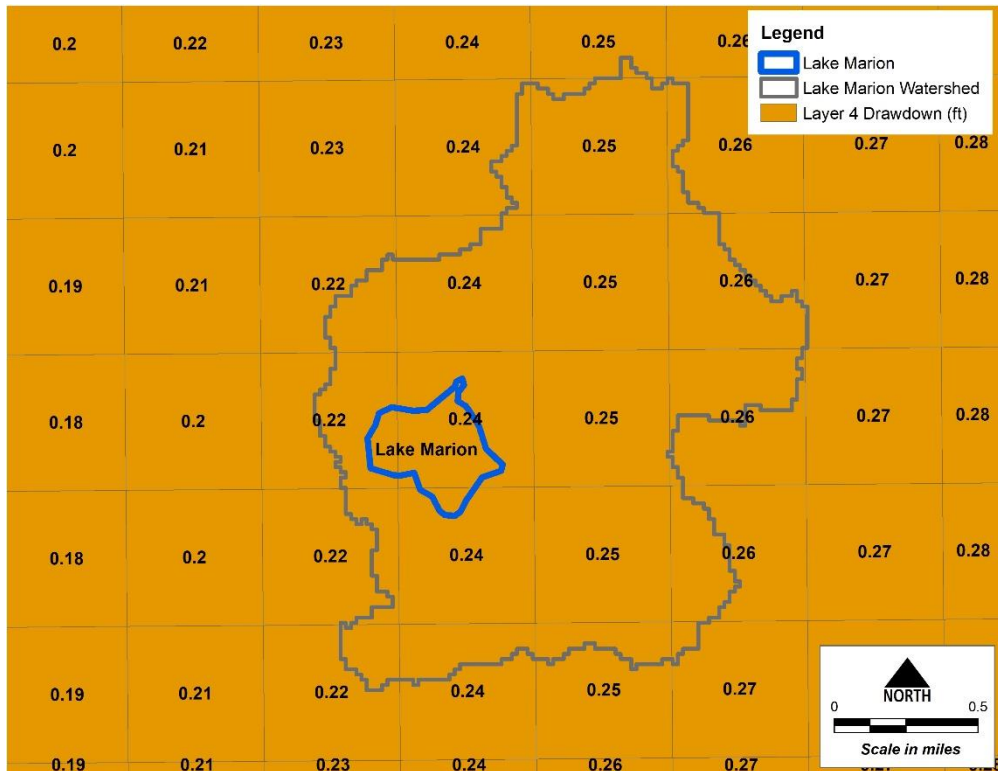 0.2 0.22 0.23 0.24 0.25 0.26
Legend
Lake Marion
Lake Marion Watershed
Layer 4 Drawdown (ft)
0.2 0.21 0.23 0.24 0.25 0.26 0.27 0.28
0.19 0.21 0.22 0.24 0.25 0.26 0.27 0.28
0.18 0.2 0.22 0.24 0.25 0.26 0.27 0.28
Lake Marion
0.18 0.2 0.22 0.24 0.25 0.26 0.27 0.28
0.19 0.21 0.22 0.24 0.25 0.27
NORTH
0 0.5
Scale in miles
0.19 0.21 0.23 0.24 0.26 0.27 0.28